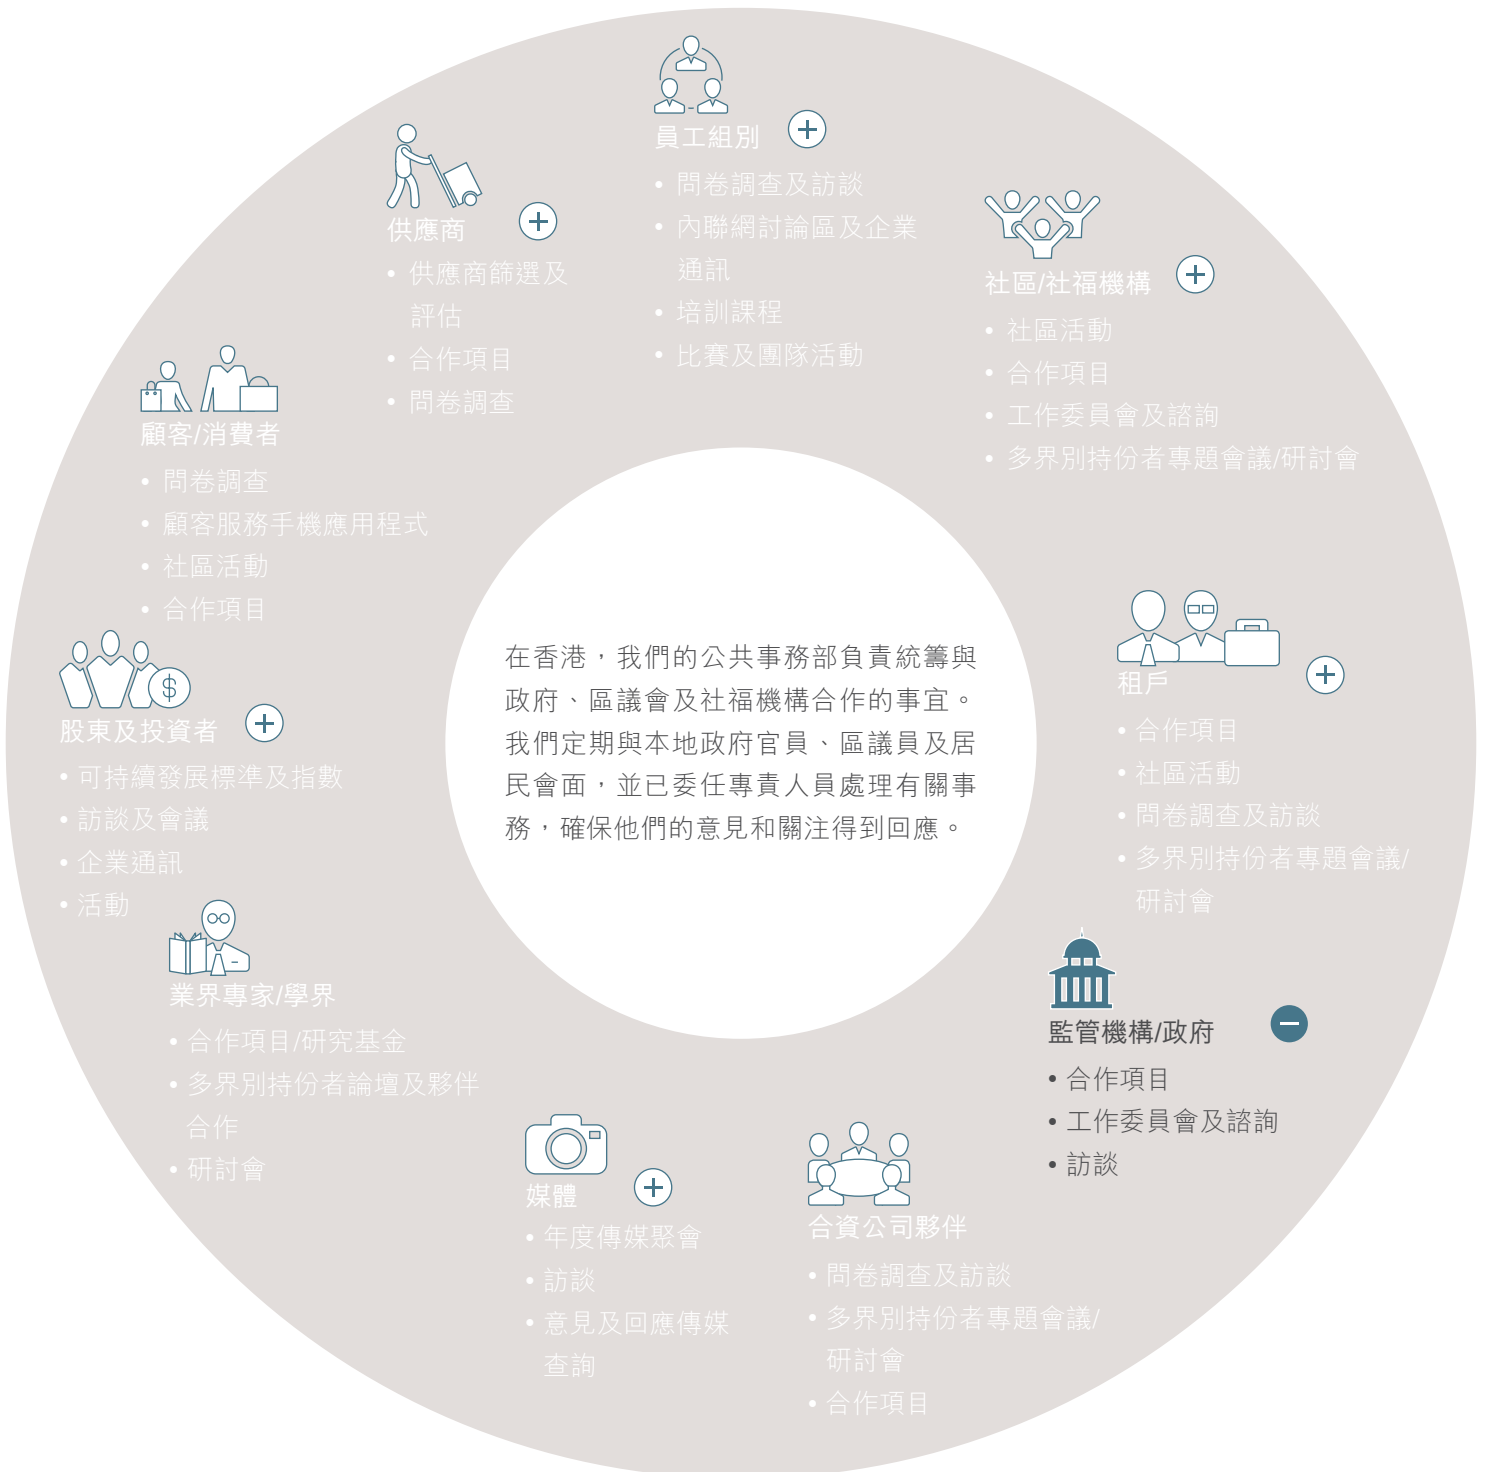 員工組別
• 問卷調查及訪談
• 內聯網討論區及企業
通訊
• 培訓課程
• 比賽及團隊活動
供應商
• 供應商篩選及
評估
• 合作項目
• 問卷調查
社區/社福機構
• 社區活動
• 合作項目
• 工作委員會及諮詢
• 多界別持份者專題會議/研討會
顧客/消費者
• 問卷調查
• 顧客服務手機應用程式
• 社區活動
• 合作項目
在香港，我們的公共事務部負責統籌與
政府、區議會及社福機構合作的事宜。
我們定期與本地政府官員、區議員及居
民會面，並已委任專責人員處理有關事
務，確保他們的意見和關注得到回應。
租戶
• 合作項目
• 社區活動
• 問卷調查及訪談
• 多界別持份者專題會議/
研討會
$
股東及投資者
• 可持續發展標準及指數
• 訪談及會議
• 企業通訊
• 活動
業界專家/學界
• 合作項目/研究基金
• 多界別持份者論壇及夥伴
合作
• 研討會
監管機構/政府
• 合作項目
• 工作委員會及諮詢
• 訪談
媒體
• 年度傳媒聚會
• 訪談
• 意見及回應傳媒
查詢
合資公司夥伴
• 問卷調查及訪談
• 多界別持份者專題會議/
研討會
• 合作項目